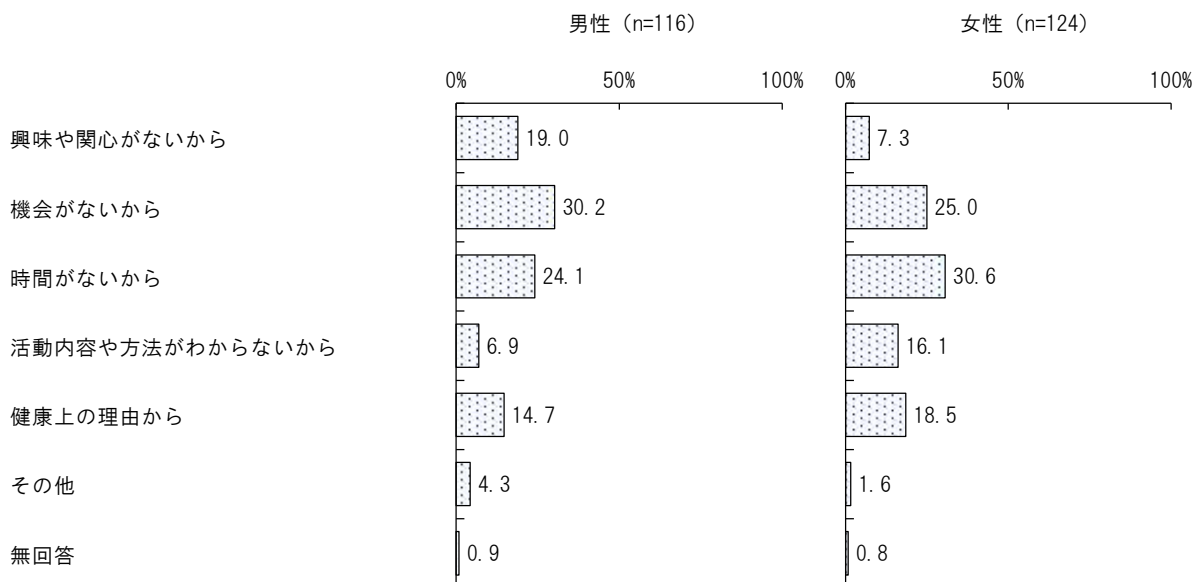 男性（n=116） 女性（n=124）
0% 50% 100% 0% 50% 100%
興味や関心がないから 19.0 7.3
機会がないから 30.2 25.0
時間がないから 24.1 30.6
活動内容や方法がわからないから 6.9 16.1
健康上の理由から 14.7 18.5
その他 4.3 1.6
無回答 0.9 0.8